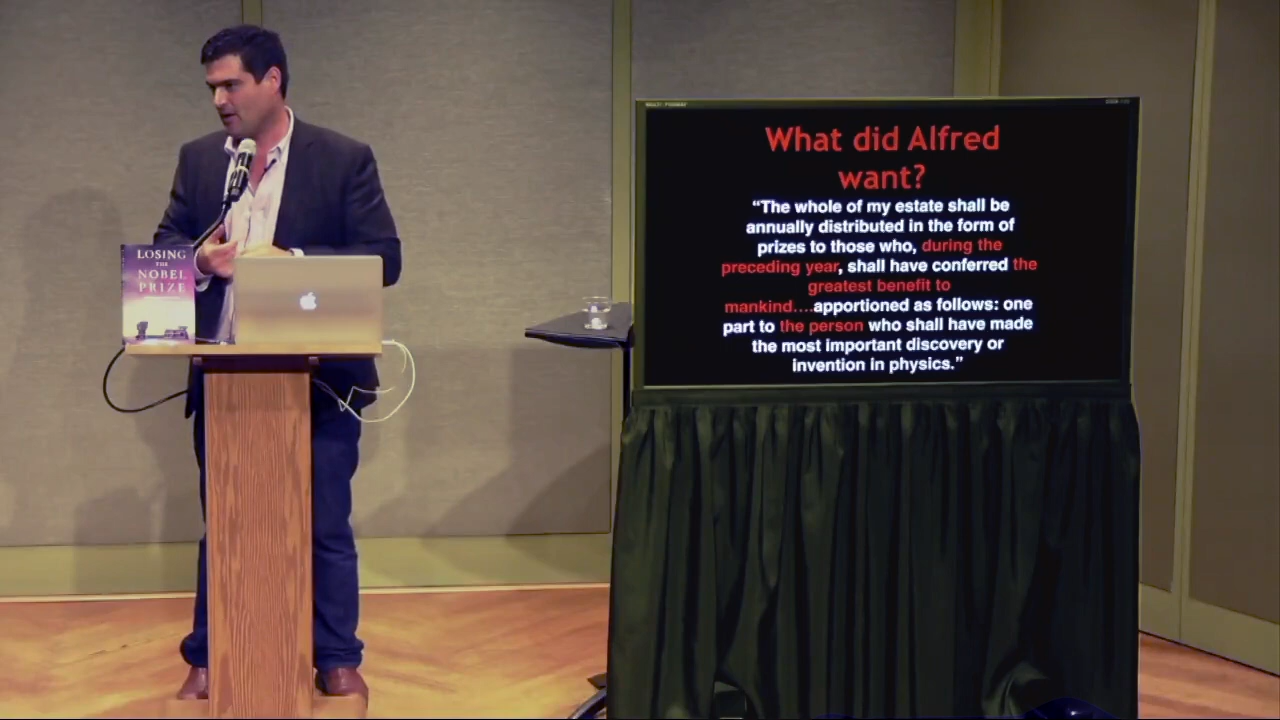 LOSING
THE
NOBEL
PRIZE
What did Alfred
want?
“The whole of my estate shall be
annually distributed in the form of
prizes to those who, during the
preceding year, shall have conferred the
greatest benefit to
mankind....apportioned as follows: one
part to the person who shall have made
the most important discovery or
invention in physics.”